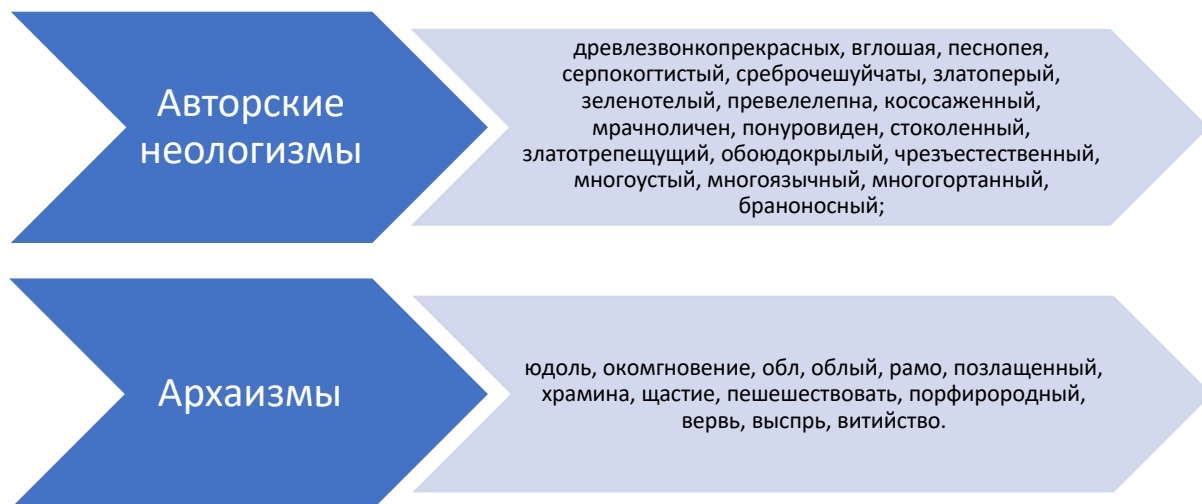 Авторские
неологизмы
древлезвонкопрекрасных, вглошая, песнопея,
серпокогтистый, среброчешуйчаты, златоперый,
зеленотелый, превелелепна, кососаженный,
мрачноличен, понуровиден, стоколенный,
златотрепещущий, обоюдокрылый, чрезъестественный,
многоустый, многоязычный, многогортанный,
браноносный;
Архаизмы
юдоль, окомгновение, обл, облый, рамо, позлащенный,
храмина, щастие, пешешествовать, порфирородный,
вервь, выспрь, витийство.